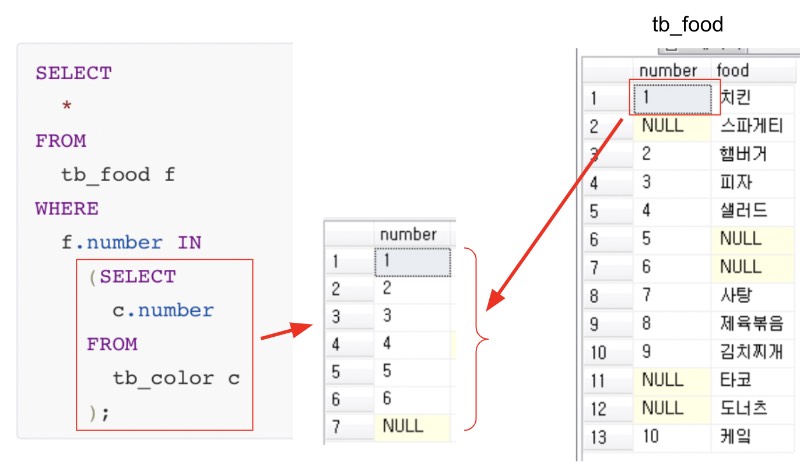 tb_food
SELECT
*
FROM
tb_food f
WHERE
f.number IN
(SELECT
c.number
FROM
tb_color c
);
number
1 1
2 2
3 3
4 4
5 5
6 6
7 NULL
number food
1 1 치킨
2 NULL 스파게티
3 2 햄버거
4 3 피자
5 4 샐러드
6 5 NULL
7 6 NULL
8 7 사탕
9 8 제육볶음
10 9 김치찌개
11 NULL 타코
12 NULL 도너츠
13 10 케잌